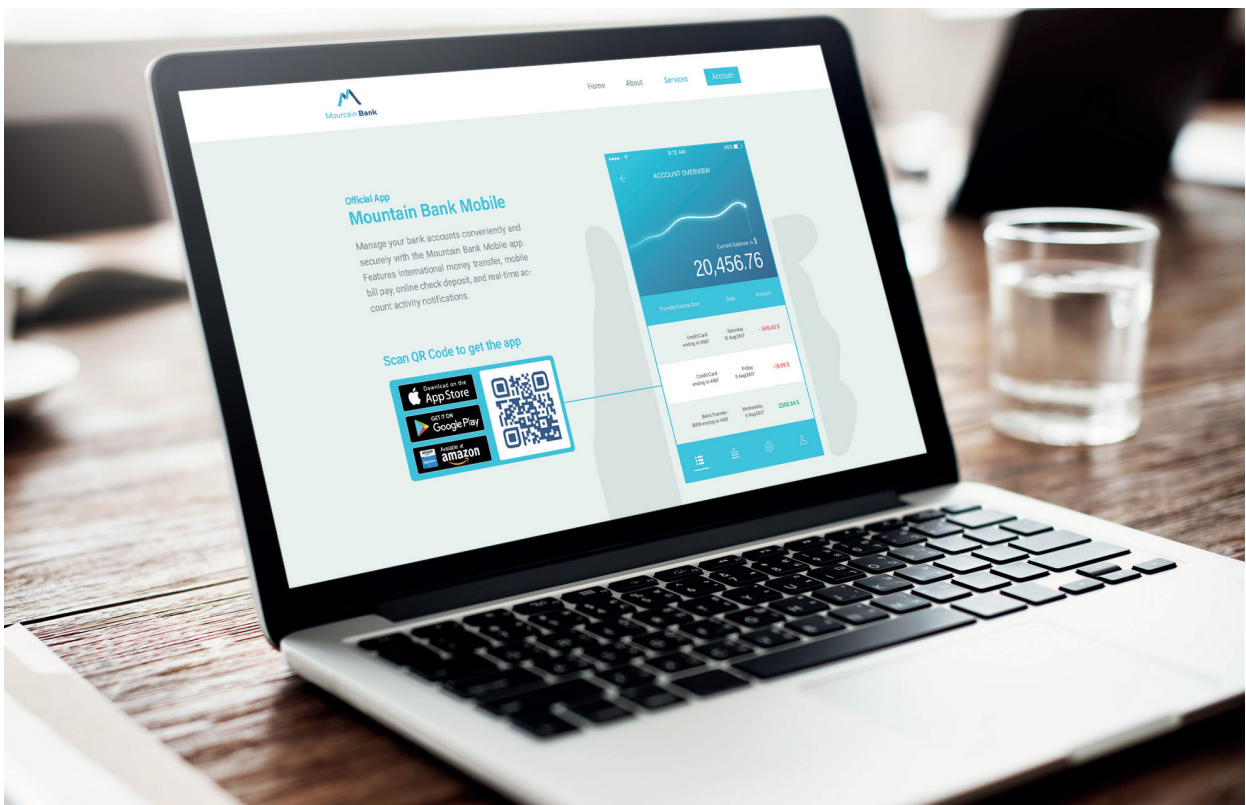 Mountain Bank
Home About Services Account
Official App
Mountain Bank Mobile
Manage your bank accounts conveniently and
securely with the Mountain Bank Mobile app.
Features international money transfer, mobile
bill pay, online check deposit, and real-time ac-
count activity notifications.
Scan QR Code to get the app
Download on the
App Store
GET IT ON
Google Play
Available at
amazon
9:12 AM
ACCOUNT OVERVIEW
Current balance is $
20,456.76
Transfer/Interaction Date Amount
Credit Card Saturday
ending in 4587 Aug 2017
Credit Card Friday -19.99 $
ending in 4587 11 Aug 2017
Bank Transfer Wednesday 2300.34 $
IBAN ending in 4587 Aug 2017